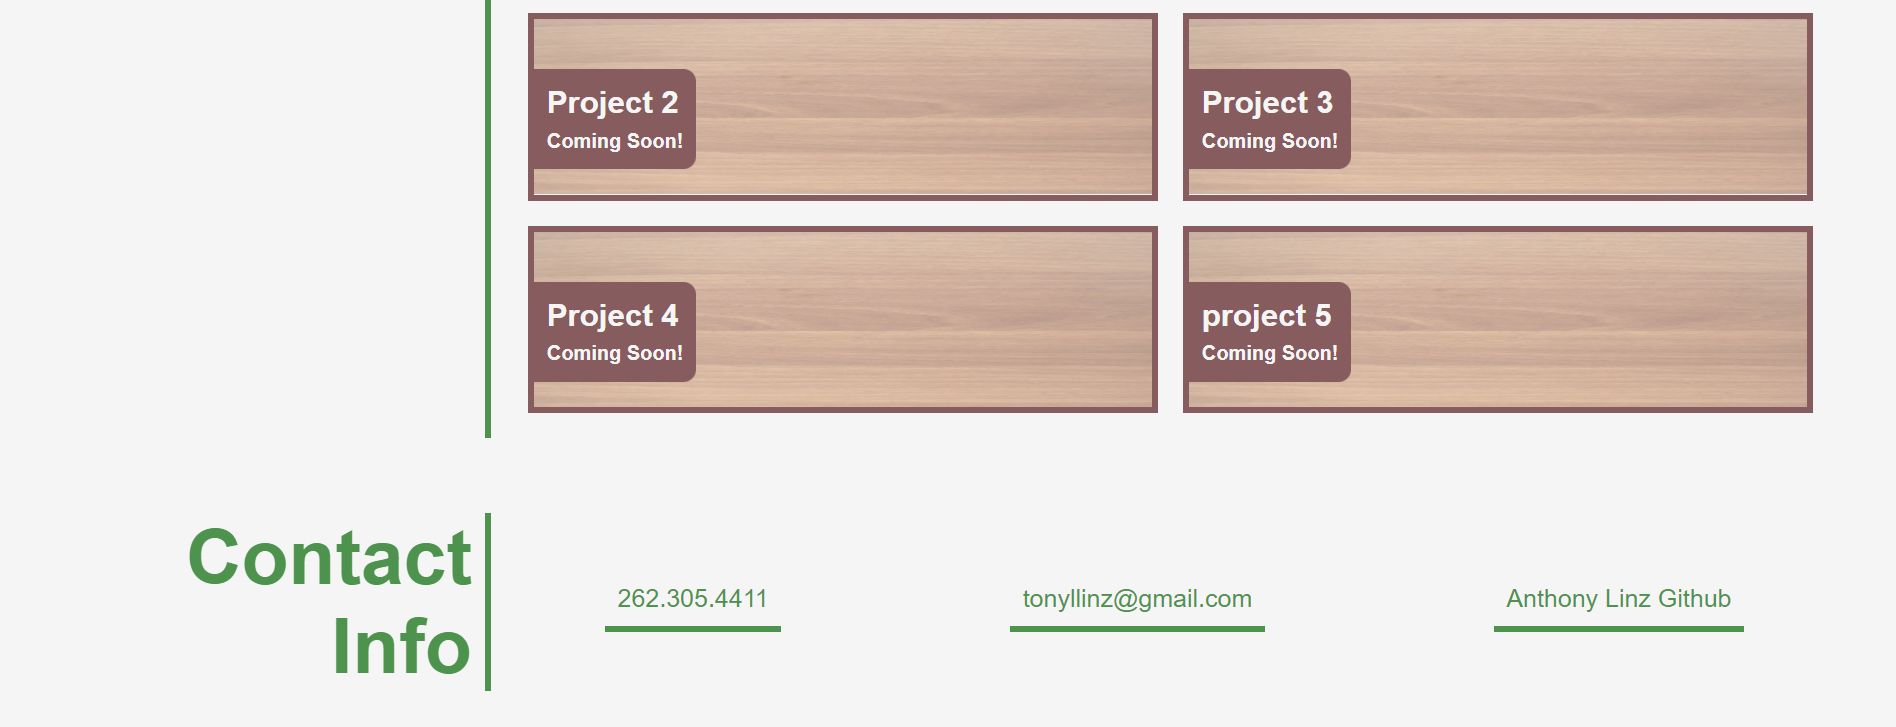 Project 2
Coming Soon!
Project 3
Coming Soon!
Project 4
Coming Soon!
project 5
Coming Soon!
Contact
Info
262.305.4411
tonyllinz@gmail.com
Anthony Linz Github